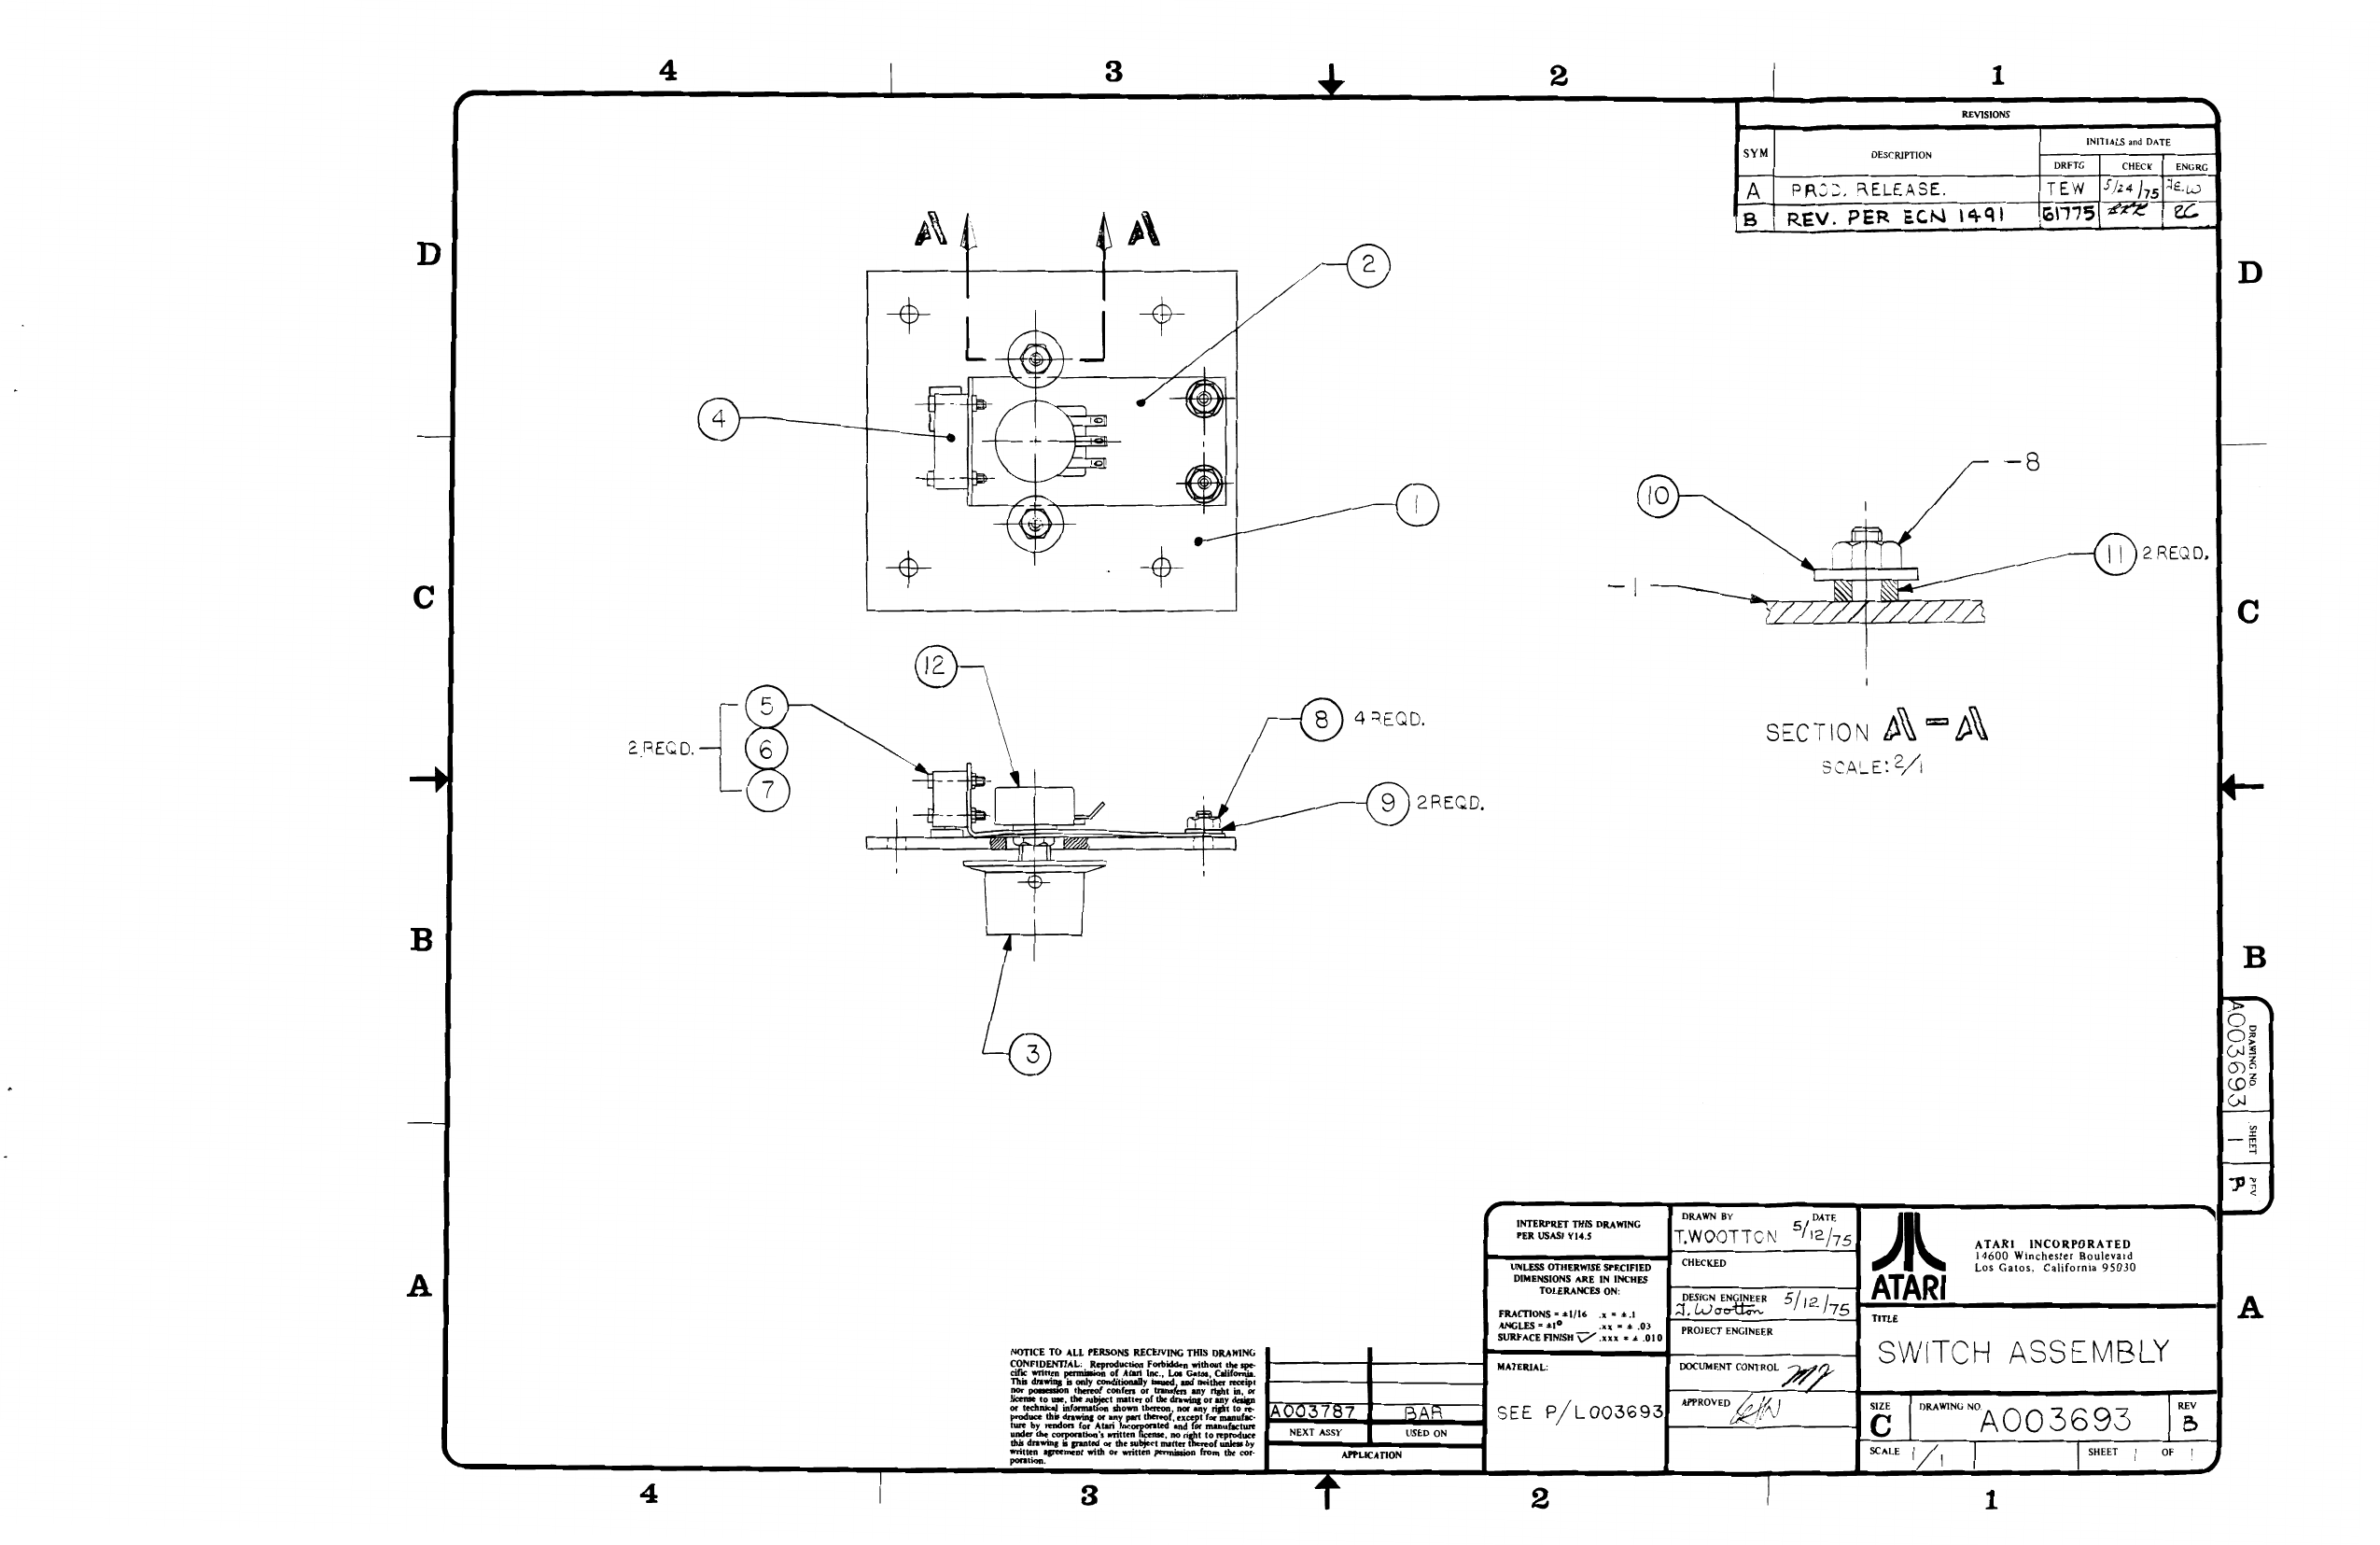 4 3 2 1
REVISIONS
SYM DESCRIPTION INITIALS and DATE
DRFTG CHECK ENGRG
A PROD. RELEASE. TEW 5/24/75 T.E.W
B REV. PER ECN 1491 61775
D D
A A
2
4
1
10
-8
11 2 REQD.
-1
C C
SECTION A-A
SCALE: 2/1
12
5
2 REQD. 6
7
8 4 REQD.
9 2 REQD.
3
B B
DRAWING NO. A003693 SHEET 1 REV B
A A
NOTICE TO ALL PERSONS RECEIVING THIS DRAWING
CONFIDENTIAL: Reproduction Forbidden without the spe-
cific written permission of Atari Inc., Los Gatos, California.
This drawing is only conditionally issued, and neither receipt
nor possession thereof confers or transfers any right in, or
license to use, the subject matter of the drawing or any design
or technical information shown thereon, nor any right to re-
produce this drawing or any part thereof, except for manufac-
ture by vendors for Atari Incorporated and for manufacture
under the corporation's written license, no right to reproduce
this drawing is granted or the subject matter thereof unless by
written agreement with or written permission from the cor-
poration.
A003787 BAR
NEXT ASSY USED ON
APPLICATION
INTERPRET THIS DRAWING
PER USASI Y14.5
UNLESS OTHERWISE SPECIFIED
DIMENSIONS ARE IN INCHES
TOLERANCES ON:
FRACTIONS = ±1/16 .x = ± .1
ANGLES = ±1° .xx = ± .03
SURFACE FINISH .xxx = ± .010
MATERIAL:
SEE P/L003693
DRAWN BY DATE
T.WOOTTON 5/12/75
CHECKED
DESIGN ENGINEER 5/12/75
T. Wootton
PROJECT ENGINEER
DOCUMENT CONTROL
APPROVED
ATARI
ATARI INCORPORATED
14600 Winchester Boulevard
Los Gatos, California 95030
TITLE
SWITCH ASSEMBLY
SIZE DRAWING NO. REV
C A003693 B
SCALE 1/1 SHEET 1 OF 1
4 3 2 1